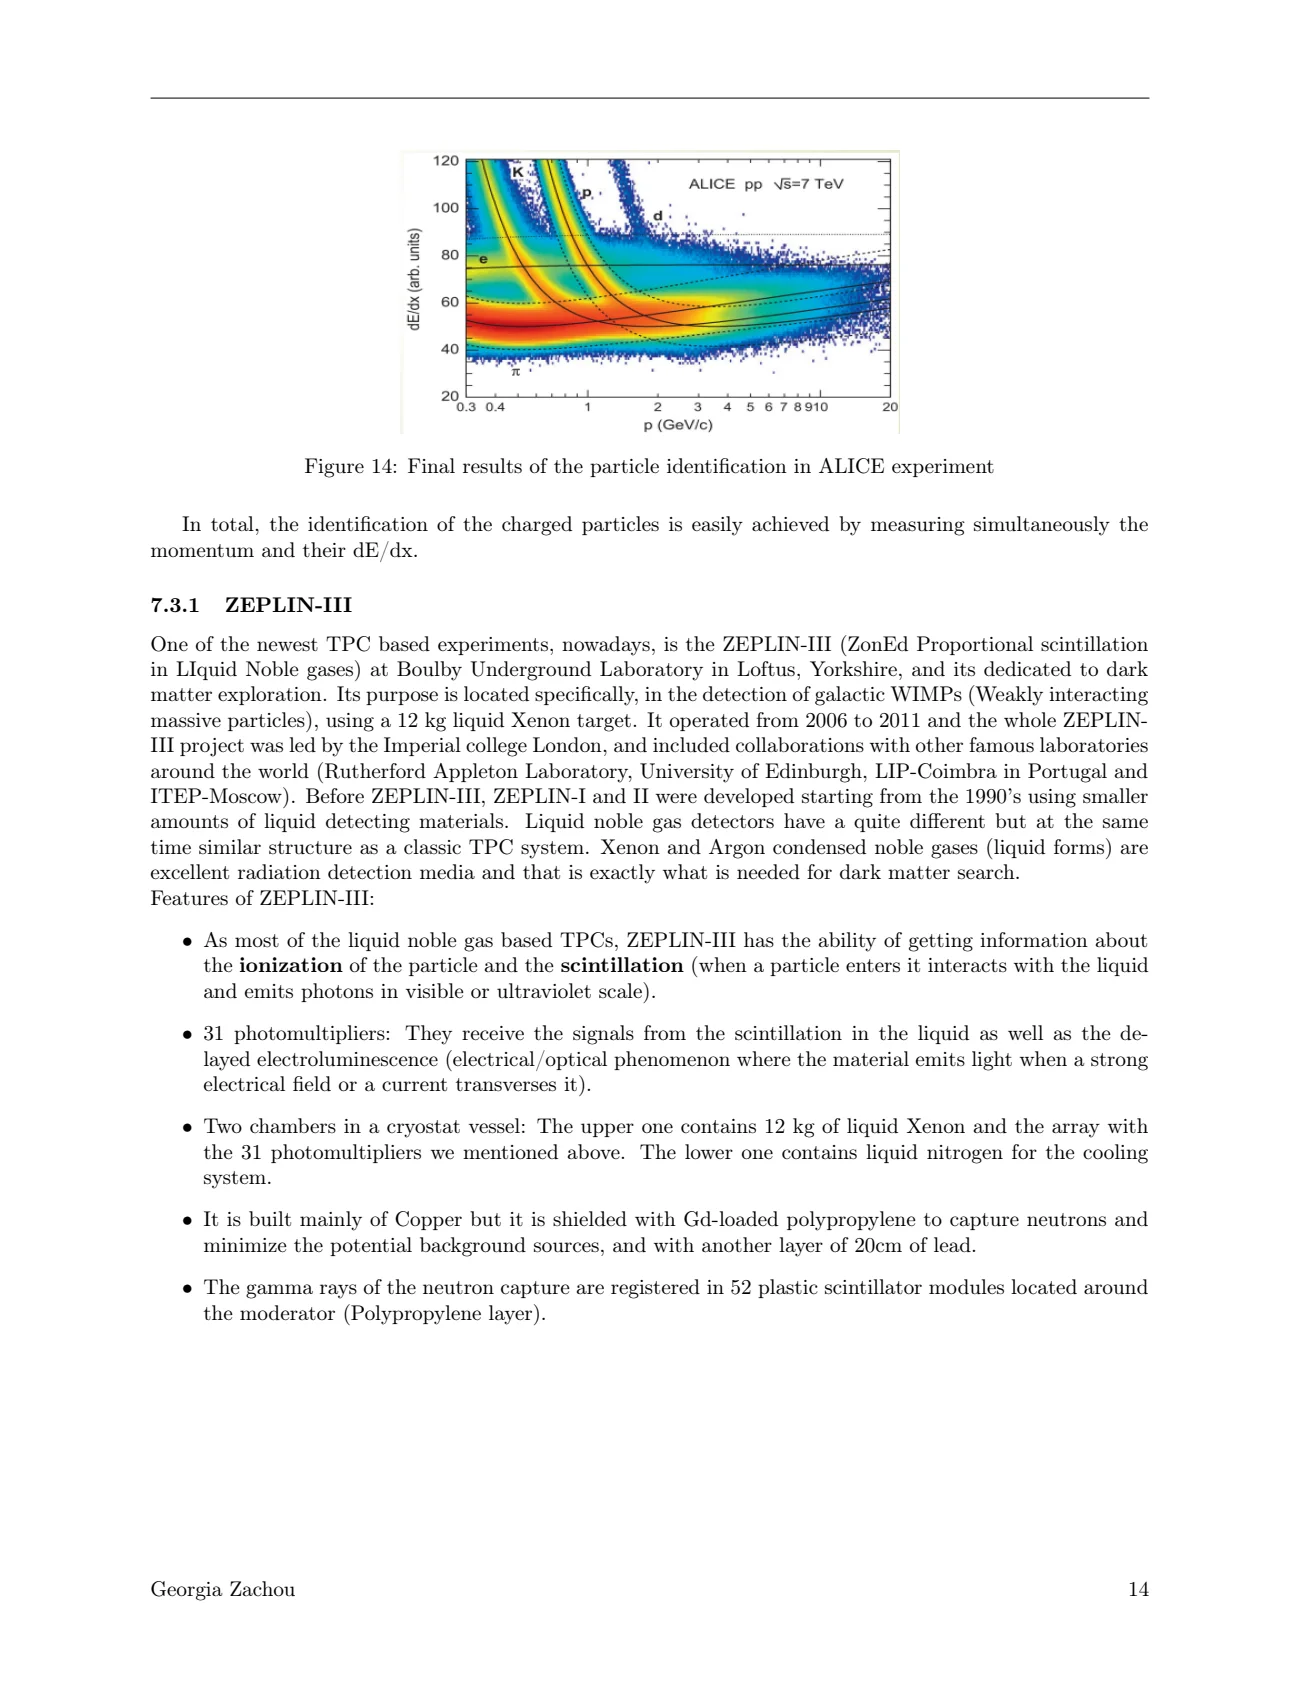 120
100
80
60
40
20
dE/dx (arb. units)
K
p
d
e
π
ALICE pp √s=7 TeV
0.3 0.4 1 2 3 4 5 6 7 8 9 10 20
p (GeV/c)
Figure 14: Final results of the particle identification in ALICE experiment
In total, the identification of the charged particles is easily achieved by measuring simultaneously the
momentum and their dE/dx.
7.3.1 ZEPLIN-III
One of the newest TPC based experiments, nowadays, is the ZEPLIN-III (ZonEd Proportional scintillation
in LIquid Noble gases) at Boulby Underground Laboratory in Loftus, Yorkshire, and its dedicated to dark
matter exploration. Its purpose is located specifically, in the detection of galactic WIMPs (Weakly interacting
massive particles), using a 12 kg liquid Xenon target. It operated from 2006 to 2011 and the whole ZEPLIN-
III project was led by the Imperial college London, and included collaborations with other famous laboratories
around the world (Rutherford Appleton Laboratory, University of Edinburgh, LIP-Coimbra in Portugal and
ITEP-Moscow). Before ZEPLIN-III, ZEPLIN-I and II were developed starting from the 1990's using smaller
amounts of liquid detecting materials. Liquid noble gas detectors have a quite different but at the same
time similar structure as a classic TPC system. Xenon and Argon condensed noble gases (liquid forms) are
excellent radiation detection media and that is exactly what is needed for dark matter search.
Features of ZEPLIN-III:
• As most of the liquid noble gas based TPCs, ZEPLIN-III has the ability of getting information about
the ionization of the particle and the scintillation (when a particle enters it interacts with the liquid
and emits photons in visible or ultraviolet scale).
• 31 photomultipliers: They receive the signals from the scintillation in the liquid as well as the de-
layed electroluminescence (electrical/optical phenomenon where the material emits light when a strong
electrical field or a current transverses it).
• Two chambers in a cryostat vessel: The upper one contains 12 kg of liquid Xenon and the array with
the 31 photomultipliers we mentioned above. The lower one contains liquid nitrogen for the cooling
system.
• It is built mainly of Copper but it is shielded with Gd-loaded polypropylene to capture neutrons and
minimize the potential background sources, and with another layer of 20cm of lead.
• The gamma rays of the neutron capture are registered in 52 plastic scintillator modules located around
the moderator (Polypropylene layer).
Georgia Zachou 14